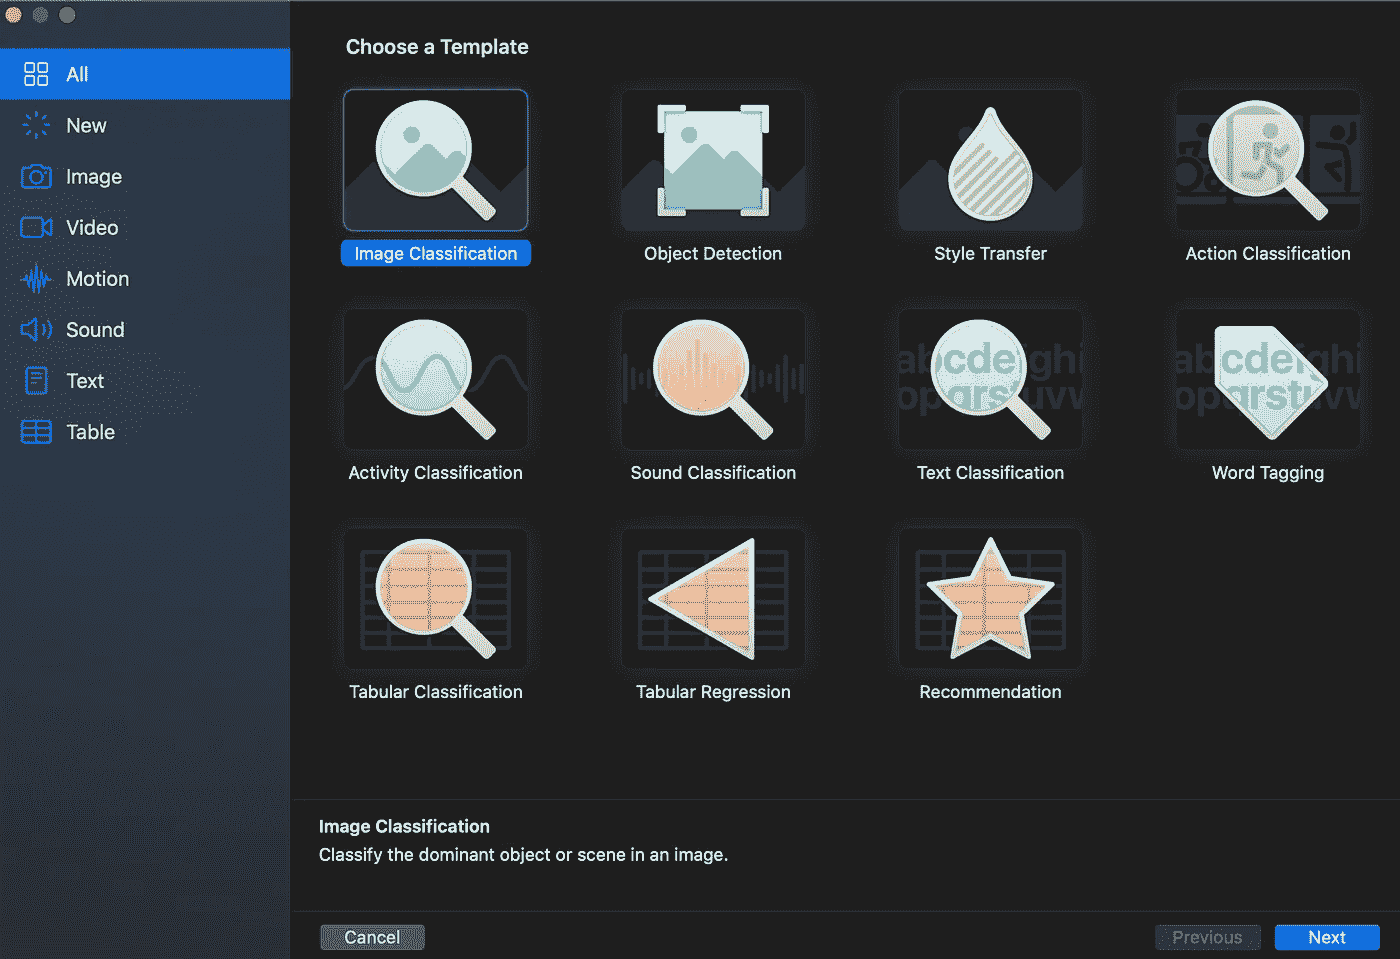 All
New
Image
Video
Motion
Sound
Text
Table
Choose a Template
Image Classification
Object Detection
Style Transfer
Action Classification
Activity Classification
Sound Classification
Text Classification
Word Tagging
Tabular Classification
Tabular Regression
Recommendation
Image Classification
Classify the dominant object or scene in an image.
Cancel
Previous
Next